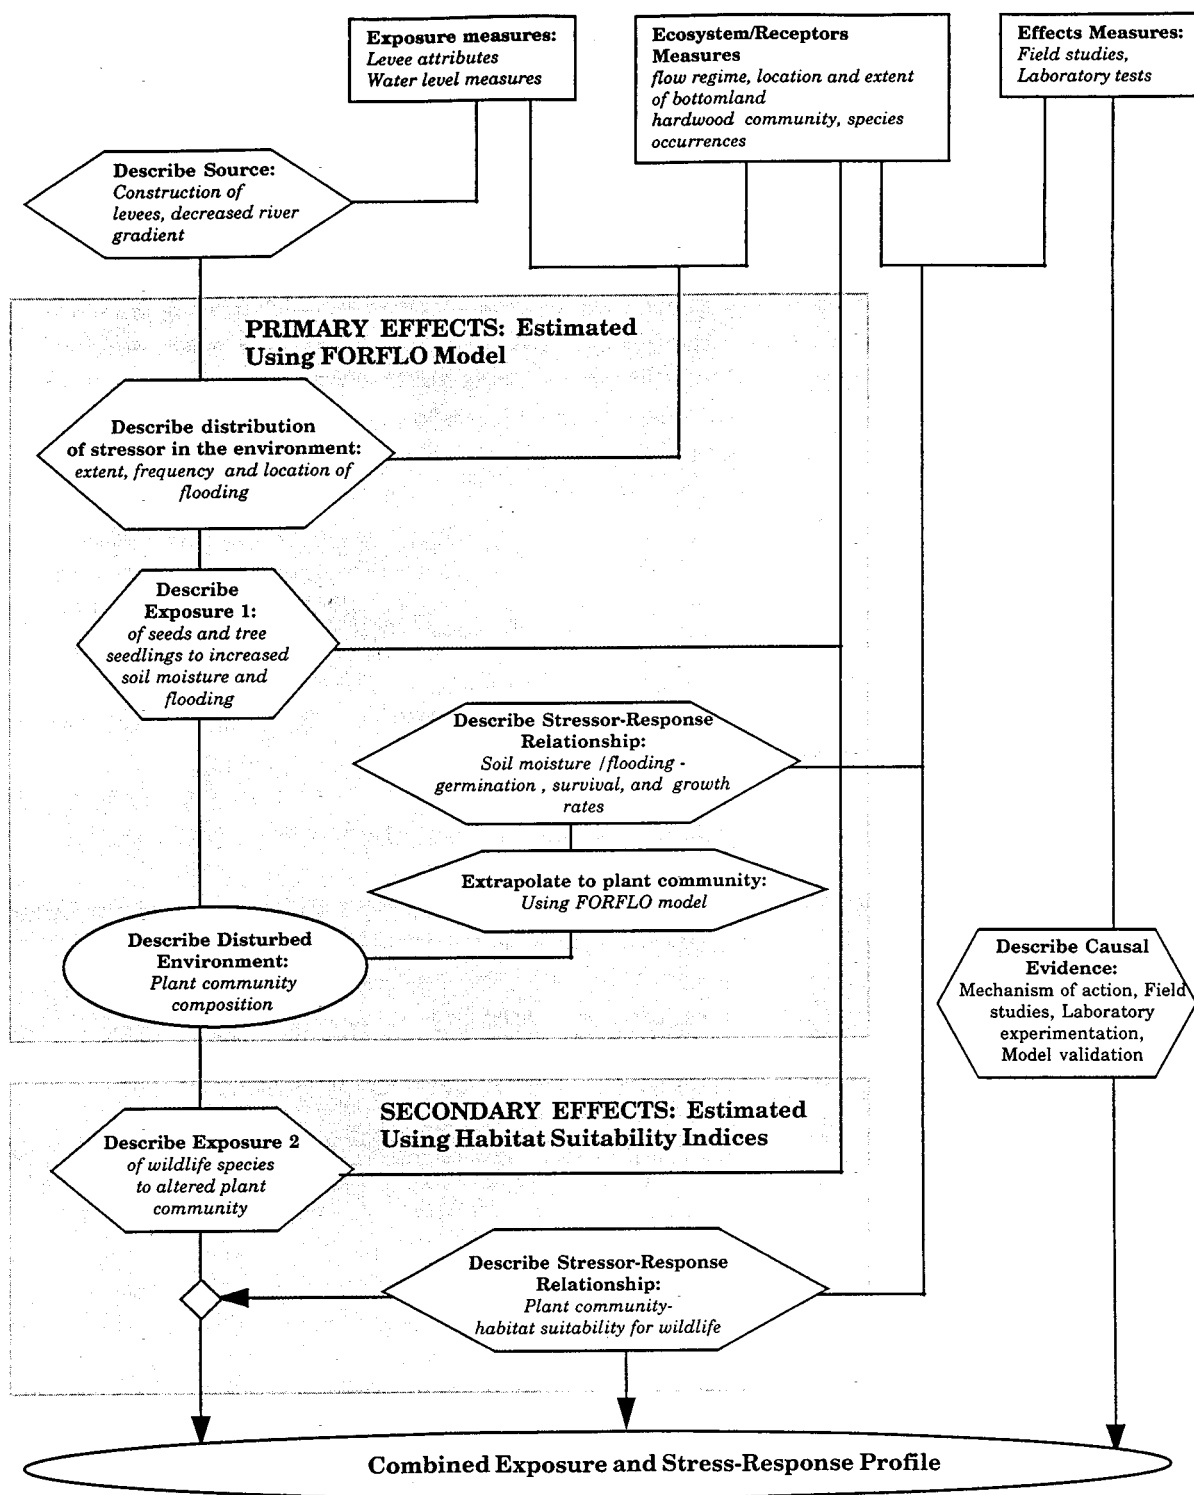 Exposure measures:
Levee attributes
Water level measures
Ecosystem/Receptors
Measures
flow regime, location and extent
of bottomland
hardwood community, species
occurrences
Effects Measures:
Field studies,
Laboratory tests
Describe Source:
Construction of
levees, decreased river
gradient
PRIMARY EFFECTS: Estimated
Using FORFLO Model
Describe distribution
of stressor in the environment:
extent, frequency and location of
flooding
Describe
Exposure 1:
of seeds and tree
seedlings to increased
soil moisture and
flooding
Describe Stressor-Response
Relationship:
Soil moisture /flooding -
germination , survival, and growth
rates
Extrapolate to plant community:
Using FORFLO model
Describe Disturbed
Environment:
Plant community
composition
Describe Causal
Evidence:
Mechanism of action, Field
studies, Laboratory
experimentation,
Model validation
SECONDARY EFFECTS: Estimated
Using Habitat Suitability Indices
Describe Exposure 2
of wildlife species
to altered plant
community
Describe Stressor-Response
Relationship:
Plant community-
habitat suitability for wildlife
Combined Exposure and Stress-Response Profile